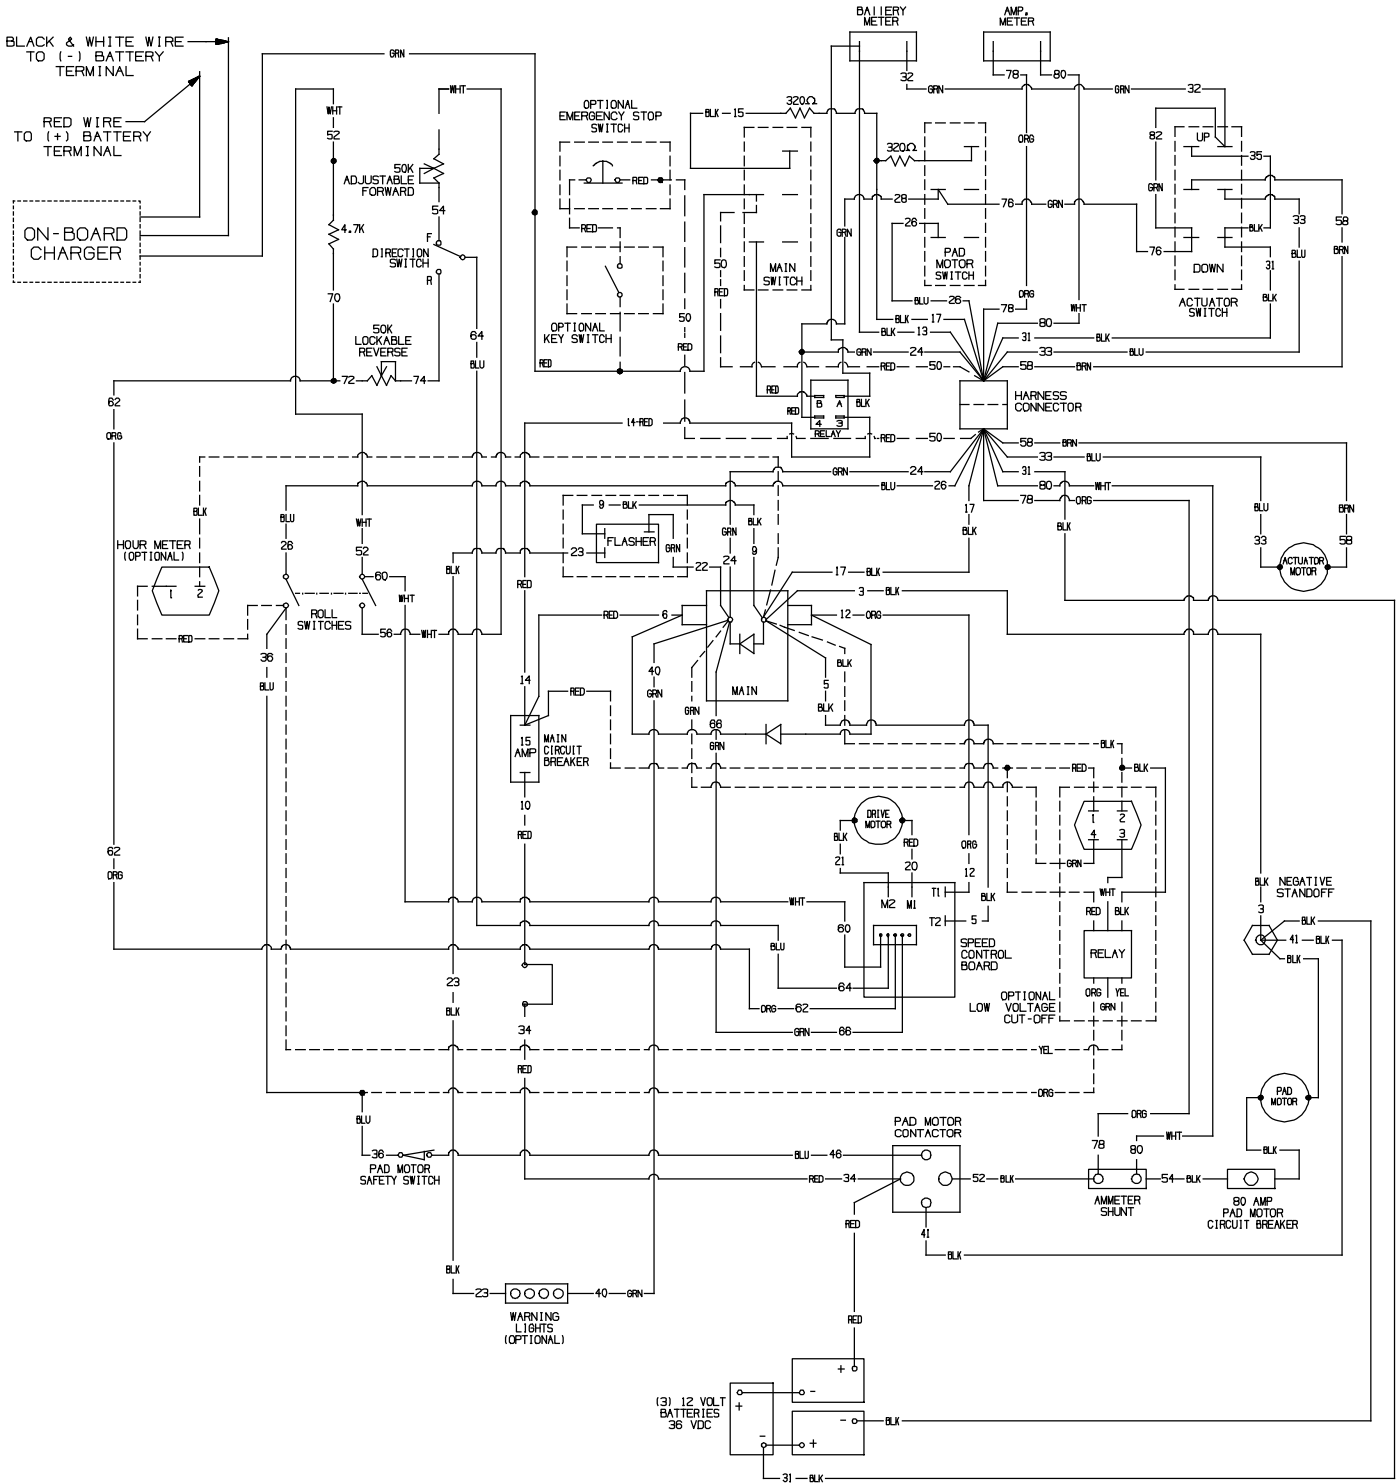 BATTERY
METER
AMP.
METER
BLACK & WHITE WIRE
TO (-) BATTERY
TERMINAL
RED WIRE
TO (+) BATTERY
TERMINAL
ON-BOARD
CHARGER
GRN
WHT
52
4.7K
70
WHT
50K
ADJUSTABLE
FORWARD
54
F
DIRECTION
SWITCH
R
64
BLU
50K
LOCKABLE
REVERSE
72
74
62
ORG
OPTIONAL
EMERGENCY STOP
SWITCH
RED
RED
OPTIONAL
KEY SWITCH
50
RED
RED
BLK
15
320Ω
320Ω
MAIN
SWITCH
50
RED
GRN
28
26
PAD
MOTOR
SWITCH
76
GRN
76
32
GRN
78
80
ORG
ORG
WHT
GRN
32
82
UP
35
GRN
BLK
DOWN
ACTUATOR
SWITCH
33
BLU
31
BLK
58
BRN
BLU
26
BLK
17
BLK
13
GRN
24
RED
50
78
80
31
BLK
33
BLU
58
BRN
HARNESS
CONNECTOR
RED
RED
B
A
4
3
BLK
RELAY
14-RED
RED
50
GRN
24
BLU
26
17
BLK
58
BRN
33
BLU
31
80
WHT
78
ORG
BLK
BLU
33
BRN
58
ACTUATOR
MOTOR
BLK
HOUR METER
(OPTIONAL)
1
2
RED
BLU
26
WHT
52
60
WHT
ROLL
SWITCHES
56
WHT
36
BLU
9
BLK
FLASHER
23
GRN
22
BLK
RED
GRN
24
BLK
9
17
BLK
3
BLK
RED
6
12
ORG
MAIN
40
GRN
GRN
66
GRN
BLK
5
BLK
14
RED
15
AMP
MAIN
CIRCUIT
BREAKER
10
RED
BLK
RED
BLK
1
2
4
3
GRN
WHT
RED
BLK
RELAY
ORG
YEL
GRN
OPTIONAL
LOW VOLTAGE
CUT-OFF
DRIVE
MOTOR
BLK
21
RED
20
ORG
12
BLK
M2
M1
T1
T2
5
SPEED
CONTROL
BOARD
62
ORG
WHT
60
BLU
64
ORG
62
GRN
66
BLK
3
NEGATIVE
STANDOFF
BLK
41
BLK
BLK
23
BLK
34
RED
YEL
ORG
BLU
36
PAD MOTOR
SAFETY SWITCH
BLU
46
RED
34
PAD MOTOR
CONTACTOR
41
BLK
52
BLK
78
ORG
80
WHT
AMMETER
SHUNT
54
BLK
80 AMP
PAD MOTOR
CIRCUIT BREAKER
BLK
PAD
MOTOR
BLK
23
40
GRN
WARNING
LIGHTS
(OPTIONAL)
RED
RED
+
-
(3) 12 VOLT
BATTERIES
36 VDC
+
-
-
+
BLK
31
BLK